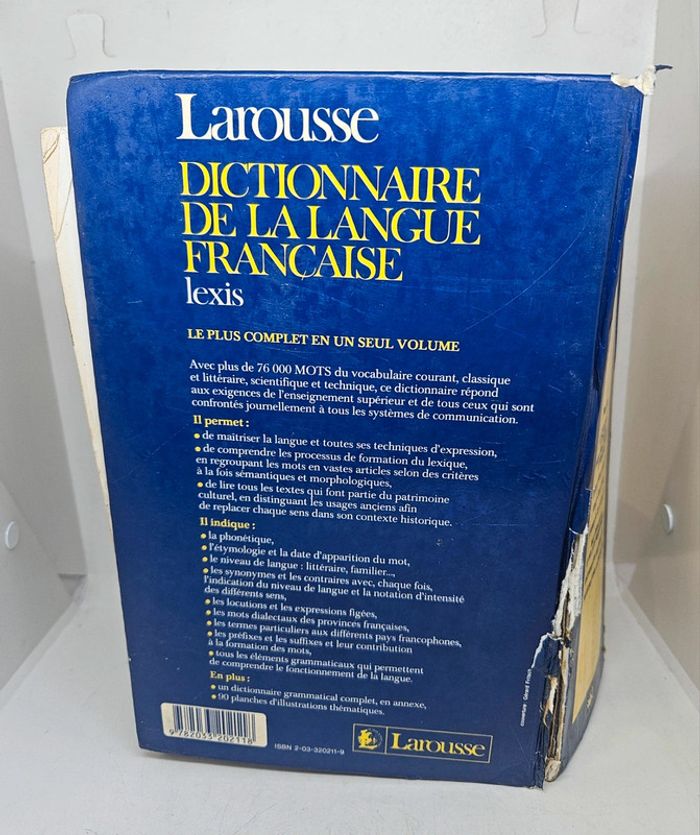 Larousse
DICTIONNAIRE
DE LA LANGUE
FRANÇAISE
lexis
LE PLUS COMPLET EN UN SEUL VOLUME
Avec plus de 76 000 MOTS du vocabulaire courant, classique
et littéraire, scientifique et technique, ce dictionnaire répond
aux exigences de l'enseignement supérieur et de tous ceux qui sont
confrontés journellement à tous les systèmes de communication.
Il permet :
• de maîtriser la langue et toutes ses techniques d'expression,
• de comprendre les processus de formation du lexique,
en regroupant les mots en vastes articles selon des critères
à la fois sémantiques et morphologiques,
• de lire tous les textes qui font partie du patrimoine
culturel, en distinguant les usages anciens afin
de replacer chaque sens dans son contexte historique.
Il indique :
• la phonétique,
• l'étymologie et la date d'apparition du mot,
• le niveau de langue : littéraire, familier...,
• les synonymes et les contraires avec, chaque fois,
l'indication du niveau de langue et la notation d'intensité
des différents sens,
• les locutions et les expressions figées,
• les mots dialectaux des provinces françaises,
• les termes particuliers aux différents pays francophones,
• les préfixes et les suffixes et leur contribution
à la formation des mots,
• tous les éléments grammaticaux qui permettent
de comprendre le fonctionnement de la langue.
En plus :
• un dictionnaire grammatical complet, en annexe,
• 90 planches d'illustrations thématiques.
9 782033 202118
ISBN 2-03-320211-9
Larousse
couverture : Gérard Fritsch